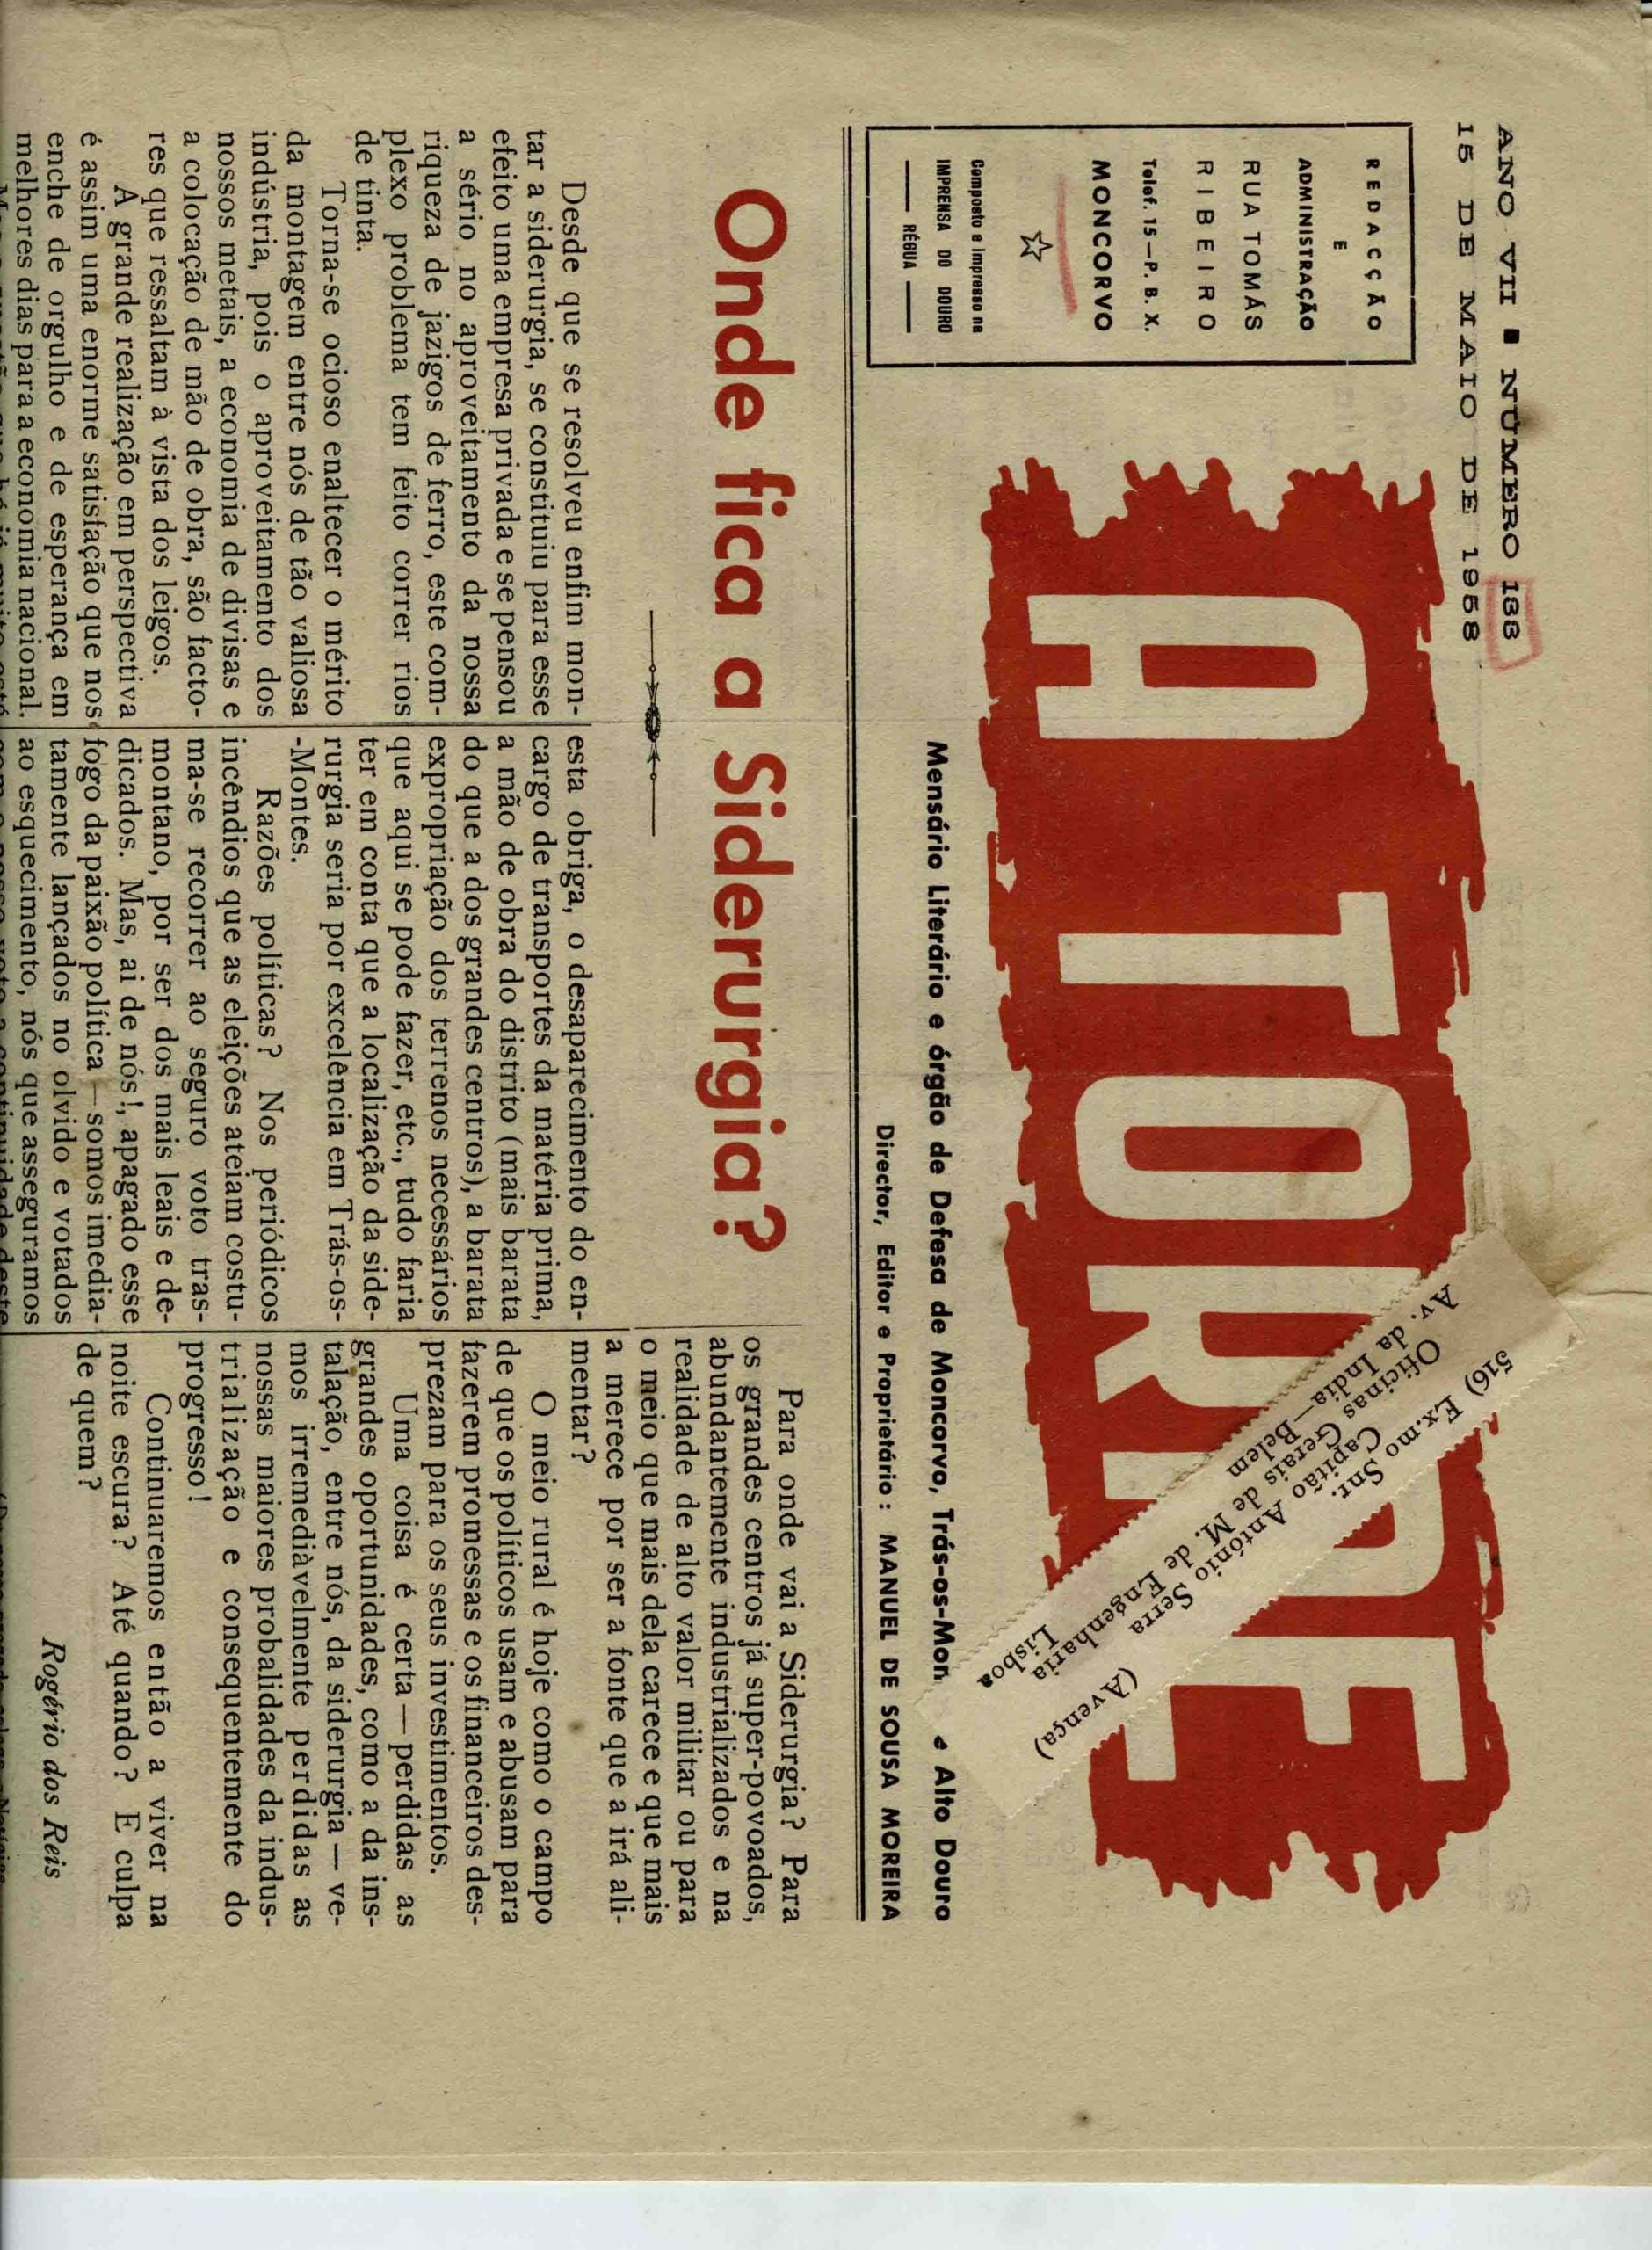 ANO VII ■ NÚMERO 188
15 DE MAIO DE 1958
REDACÇÃO
E
ADMINISTRAÇÃO
RUA TOMÁS
RIBEIRO
Telef. 15—P. B. X.
MONCORVO
Composto e Impresso na
IMPRENSA DO DOURO
RÉGUA
A TORRE
516) Ex.mo Snr.
Capitão António Serra
Oficinas Gerais de M. de Engenharia
Av. da India—Belem
Lisboa
(Avença)
Mensário Literário e órgão de Defesa de Moncorvo, Trás-os-Mon e Alto Douro
Director, Editor e Proprietário: MANUEL DE SOUSA MOREIRA
Onde fica a Siderurgia?
Desde que se resolveu enfim mon-
tar a siderurgia, se constituiu para esse
efeito uma empresa privada e se pensou
a sério no aproveitamento da nossa
riqueza de jazigos de ferro, este com-
plexo problema tem feito correr rios
de tinta.
Torna-se ocioso enaltecer o mérito
da montagem entre nós de tão valiosa
indústria, pois o aproveitamento dos
nossos metais, a economia de divisas e
a colocação de mão de obra, são facto-
res que ressaltam à vista dos leigos.
A grande realização em perspectiva
é assim uma enorme satisfação que nos
enche de orgulho e de esperança em
melhores dias para a economia nacional.
esta obriga, o desaparecimento do en-
cargo de transportes da matéria prima,
a mão de obra do distrito (mais barata
do que a dos grandes centros), a barata
expropriação dos terrenos necessários
que aqui se pode fazer, etc., tudo faria
ter em conta que a localização da side-
rurgia seria por excelência em Trás-os-
-Montes.
Razões políticas? Nos periódicos
incêndios que as eleições ateiam costu-
ma-se recorrer ao seguro voto tras-
montano, por ser dos mais leais e de-
dicados. Mas, ai de nós!, apagado esse
fogo da paixão política — somos imedia-
tamente lançados no olvido e votados
ao esquecimento, nós que asseguramos
Para onde vai a Siderurgia? Para
os grandes centros já super-povoados,
abundantemente industrializados e na
realidade de alto valor militar ou para
o meio que mais dela carece e que mais
a merece por ser a fonte que a irá ali-
mentar?
O meio rural é hoje como o campo
de que os políticos usam e abusam para
fazerem promessas e os financeiros des-
prezam para os seus investimentos.
Uma coisa é certa — perdidas as
grandes oportunidades, como a da ins-
talação, entre nós, da siderurgia — ve-
mos irremediàvelmente perdidas as
nossas maiores probalidades da indus-
trialização e consequentemente do
progresso!
Continuaremos então a viver na
noite escura? Até quando? E culpa
de quem?
Rogério dos Reis